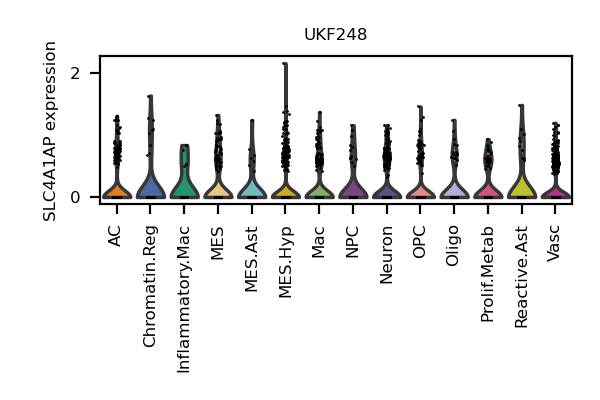 UKF248
SLC4A1AP expression
2
0
AC
Chromatin.Reg
Inflammatory.Mac
MES
MES.Ast
MES.Hyp
Mac
NPC
Neuron
OPC
Oligo
Prolif.Metab
Reactive.Ast
Vasc